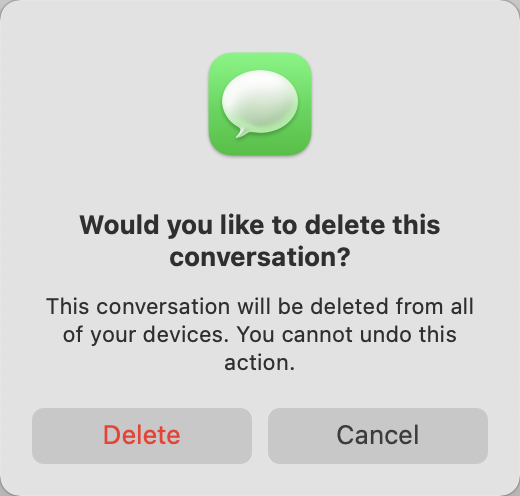 Would you like to delete this
conversation?
This conversation will be deleted from all
of your devices. You cannot undo this
action.
Delete
Cancel